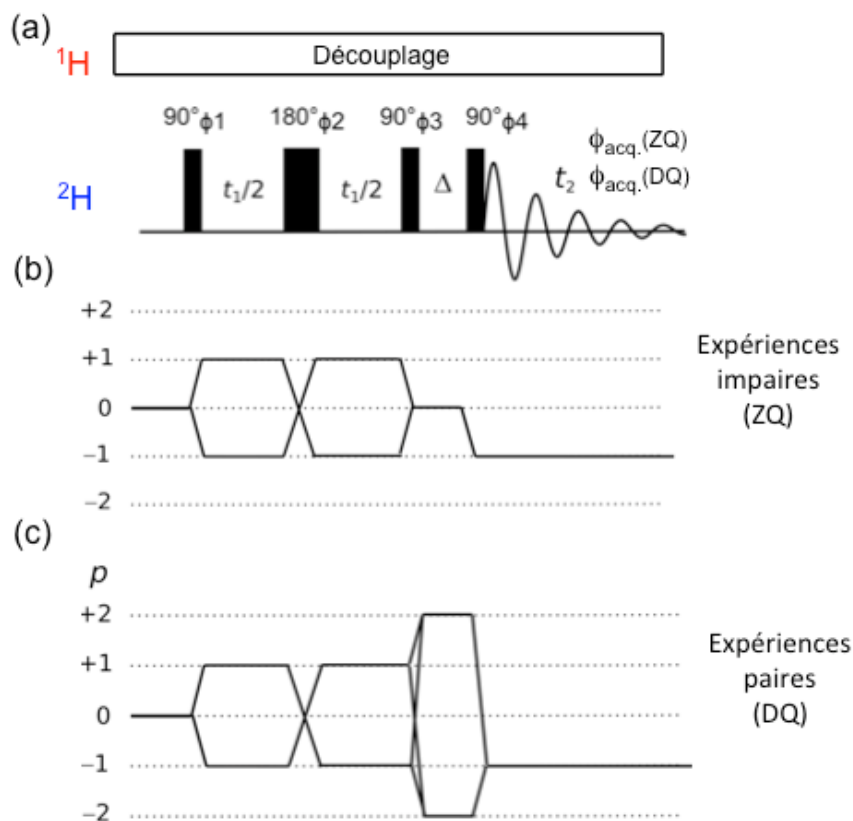 (a)
¹H
Découplage
90°ϕ1 180°ϕ2 90°ϕ3 90°ϕ4
ϕacq.(ZQ)
²H t₁/2 t₁/2 Δ t₂ ϕacq.(DQ)
(b)
+2
+1
0
−1
−2
Expériences
impaires
(ZQ)
(c)
p
+2
+1
0
−1
−2
Expériences
paires
(DQ)